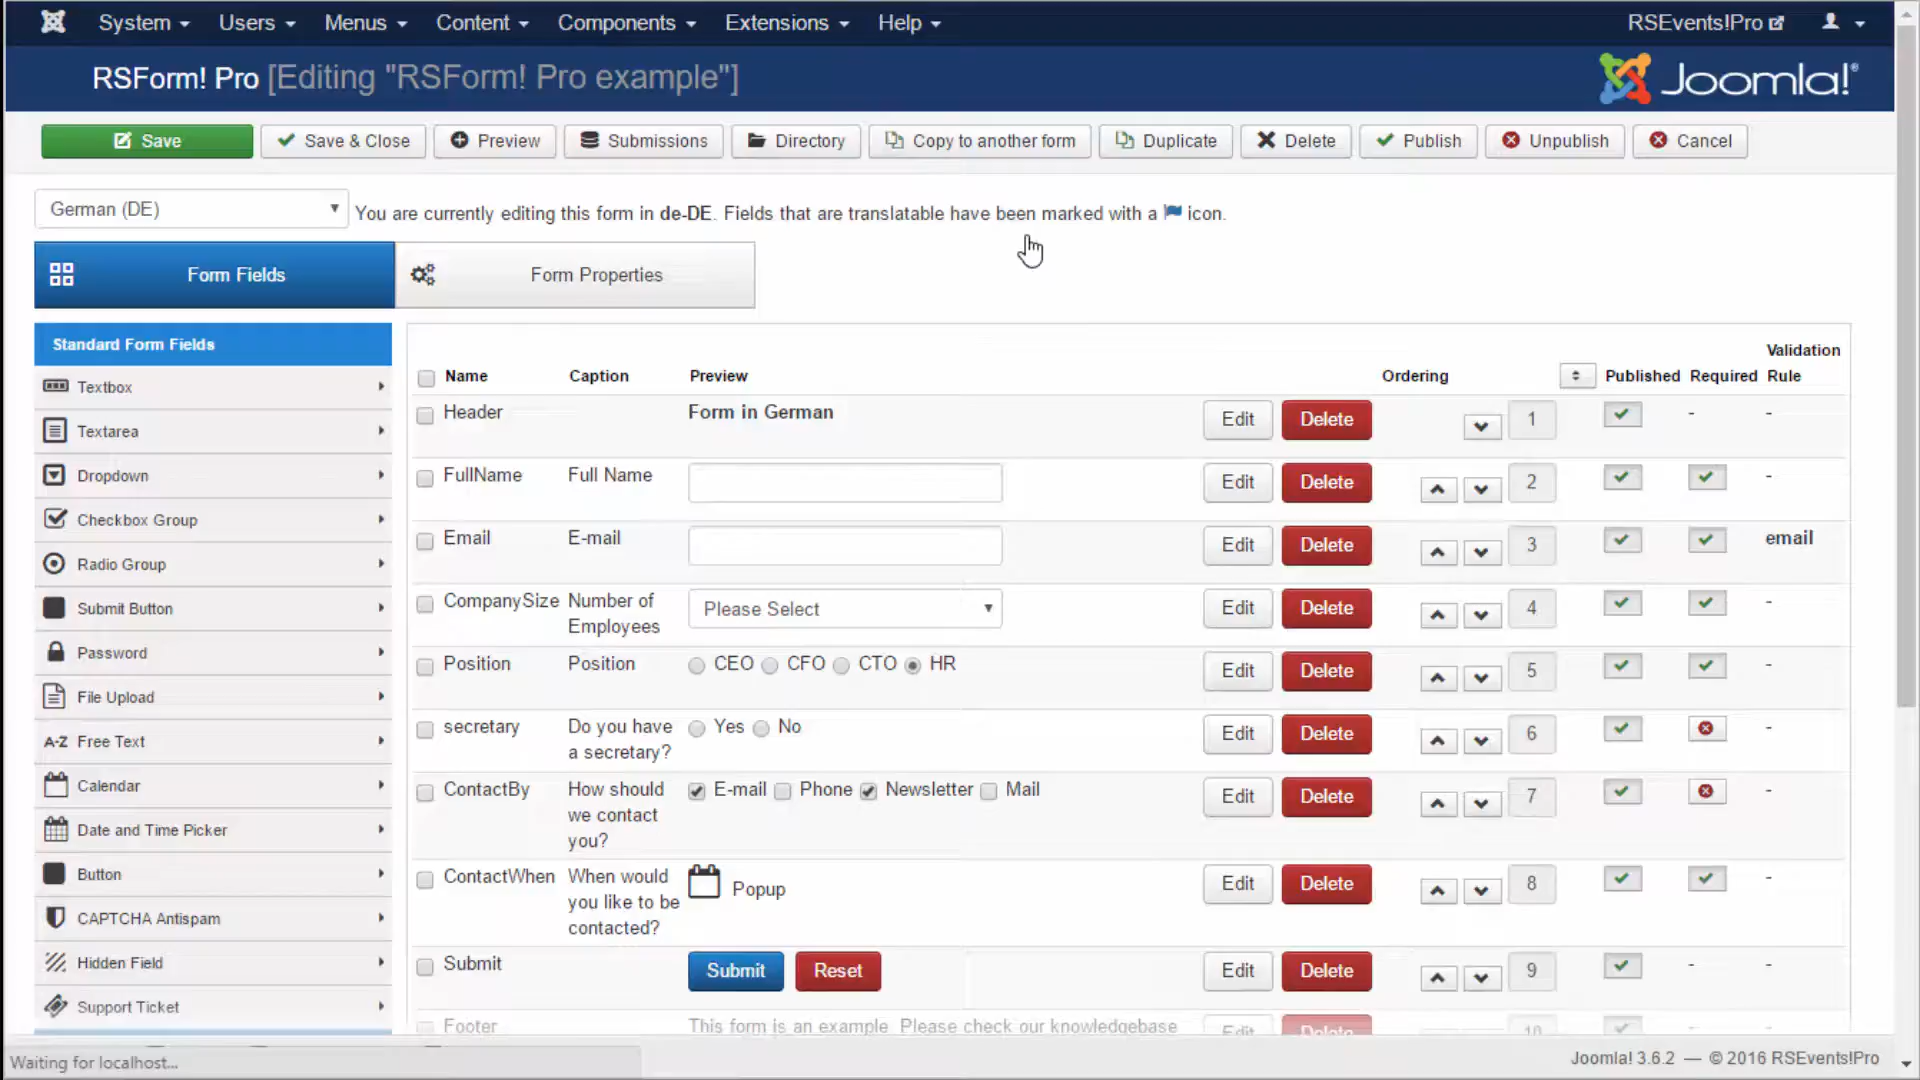 System Users Menus Content Components Extensions Help RSEvents!Pro
RSForm! Pro [Editing "RSForm! Pro example"] Joomla!®
Save Save & Close Preview Submissions Directory Copy to another form Duplicate Delete Publish Unpublish Cancel
German (DE) You are currently editing this form in de-DE. Fields that are translatable have been marked with a icon.
Form Fields Form Properties
Standard Form Fields
Textbox
Textarea
Dropdown
Checkbox Group
Radio Group
Submit Button
Password
File Upload
A-Z Free Text
Calendar
Date and Time Picker
Button
CAPTCHA Antispam
Hidden Field
Support Ticket
Validation
Name Caption Preview Ordering Published Required Rule
Header Form in German Edit Delete 1 - -
FullName Full Name Edit Delete 2 -
Email E-mail Edit Delete 3 email
CompanySize Number of Please Select Edit Delete 4 -
Employees
Position Position CEO CFO CTO HR Edit Delete 5 -
secretary Do you have Yes No Edit Delete 6 -
a secretary?
ContactBy How should E-mail Phone Newsletter Mail Edit Delete 7 -
we contact
you?
ContactWhen When would Popup Edit Delete 8 -
you like to be
contacted?
Submit Submit Reset Edit Delete 9 - -
Footer This form is an example. Please check our knowledgebase Edit Delete 10
Waiting for localhost... Joomla! 3.6.2 — © 2016 RSEvents!Pro